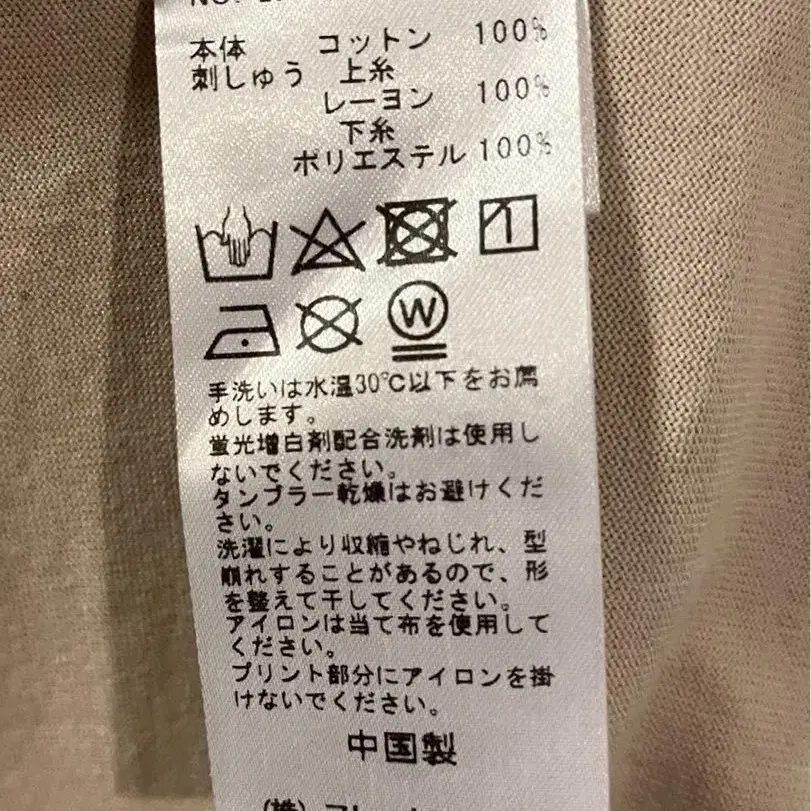 本体 コットン 100%
刺しゅう 上糸
レーヨン 100%
下糸
ポリエステル 100%
W
手洗いは水温30℃以下をお薦
めします。
蛍光増白剤配合洗剤は使用し
ないでください。
タンブラー乾燥はお避けくだ
さい。
洗濯により収縮やねじれ、型
崩れすることがあるので、形
を整えて干してください。
アイロンは当て布を使用して
ください。
プリント部分にアイロンを掛
けないでください。
中国製